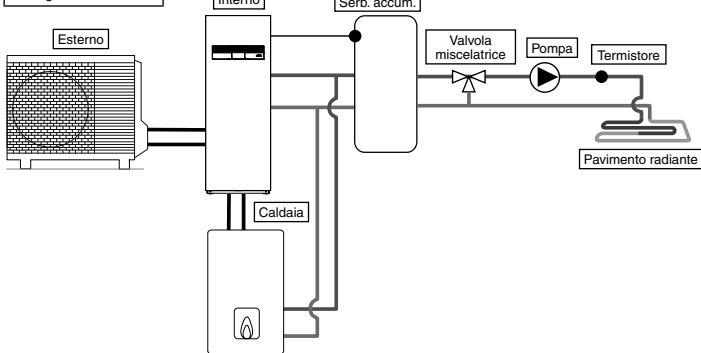 Interno
Serb. accum.
Esterno
Valvola
miscelatrice
Pompa
Termistore
Pavimento radiante
Caldaia